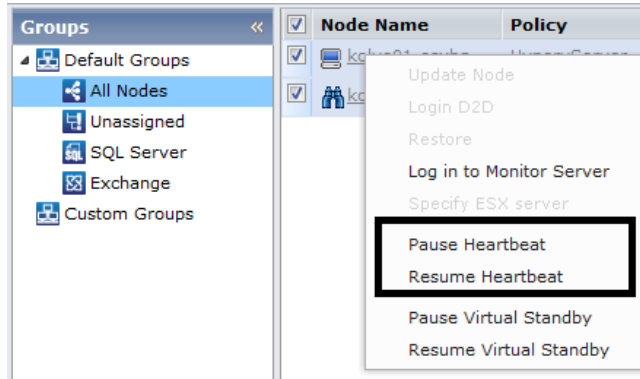 Groups «
Default Groups
All Nodes
Unassigned
SQL Server
Exchange
Custom Groups
Node Name Policy
Update Node
Login D2D
Restore
Log in to Monitor Server
Specify ESX server
Pause Heartbeat
Resume Heartbeat
Pause Virtual Standby
Resume Virtual Standby